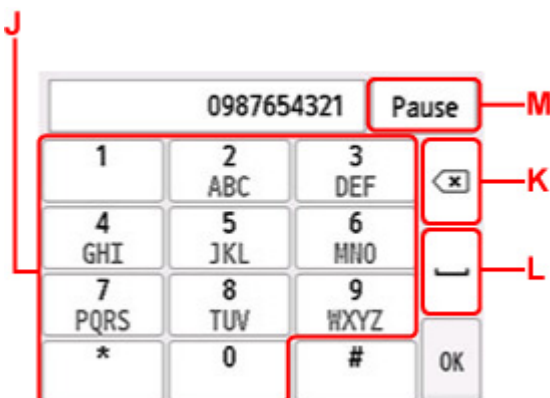 J
0987654321 Pause M
1 2 3 K
ABC DEF
4 5 6
GHI JKL MNO L
7 8 9
PQRS TUV WXYZ
* 0 # OK